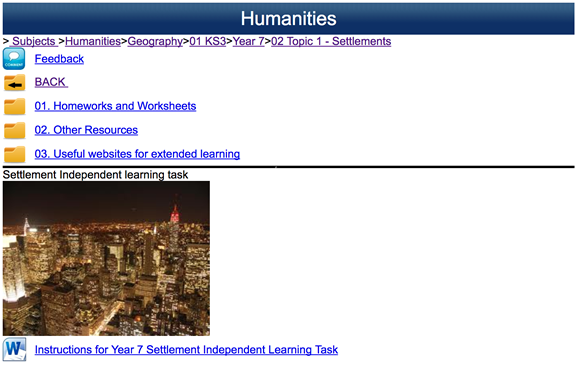 Humanities
> Subjects >Humanities>Geography>01 KS3>Year 7>02 Topic 1 - Settlements
COMMENT
Feedback
BACK
01. Homeworks and Worksheets
02. Other Resources
03. Useful websites for extended learning
Settlement Independent learning task
W
Instructions for Year 7 Settlement Independent Learning Task